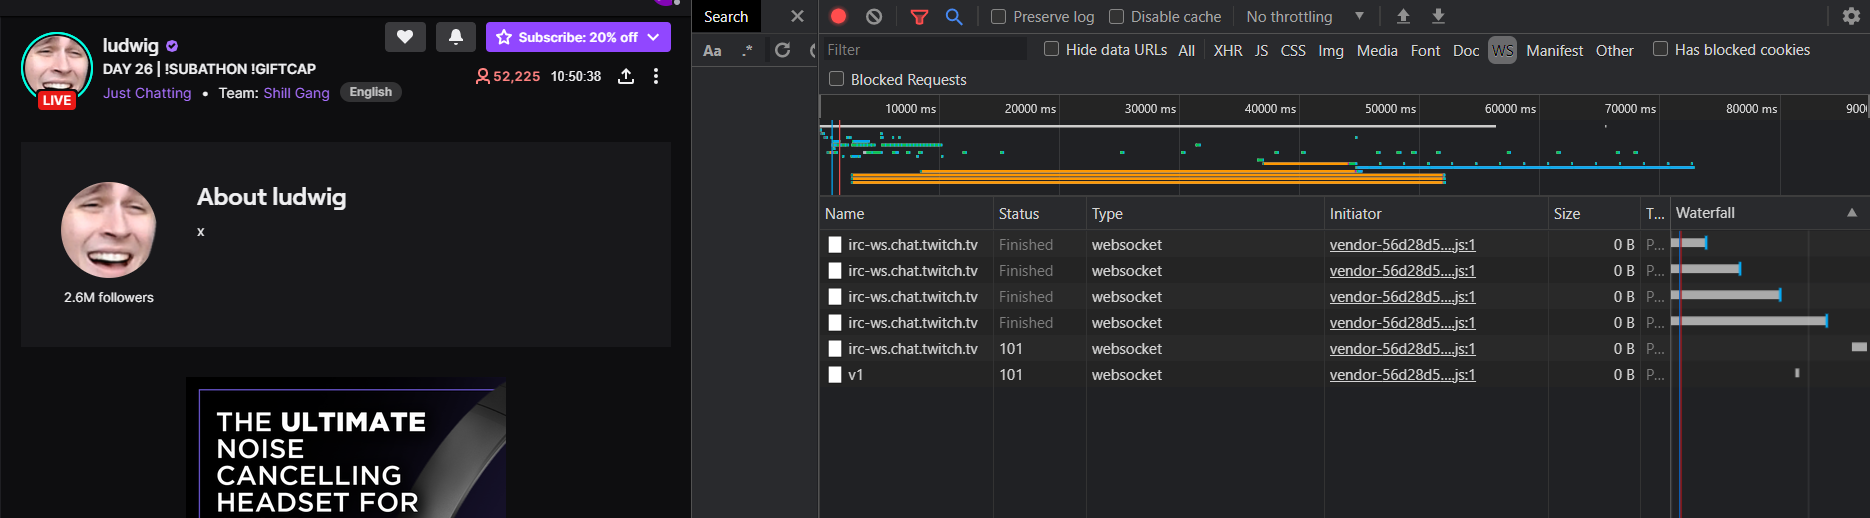 ludwig
DAY 26 | !SUBATHON !GIFTCAP
Just Chatting • Team: Shill Gang English
LIVE
Subscribe: 20% off
52,225 10:50:38
About ludwig
x
2.6M followers
THE ULTIMATE
NOISE
CANCELLING
HEADSET FOR
Search
Aa .*
Preserve log Disable cache No throttling
Filter Hide data URLs All XHR JS CSS Img Media Font Doc WS Manifest Other Has blocked cookies
Blocked Requests
10000 ms 20000 ms 30000 ms 40000 ms 50000 ms 60000 ms 70000 ms 80000 ms 9000
Name Status Type Initiator Size T... Waterfall
irc-ws.chat.twitch.tv Finished websocket vendor-56d28d5....js:1 0 B P...
irc-ws.chat.twitch.tv Finished websocket vendor-56d28d5....js:1 0 B P...
irc-ws.chat.twitch.tv Finished websocket vendor-56d28d5....js:1 0 B P...
irc-ws.chat.twitch.tv Finished websocket vendor-56d28d5....js:1 0 B P...
irc-ws.chat.twitch.tv 101 websocket vendor-56d28d5....js:1 0 B P...
v1 101 websocket vendor-56d28d5....js:1 0 B P...